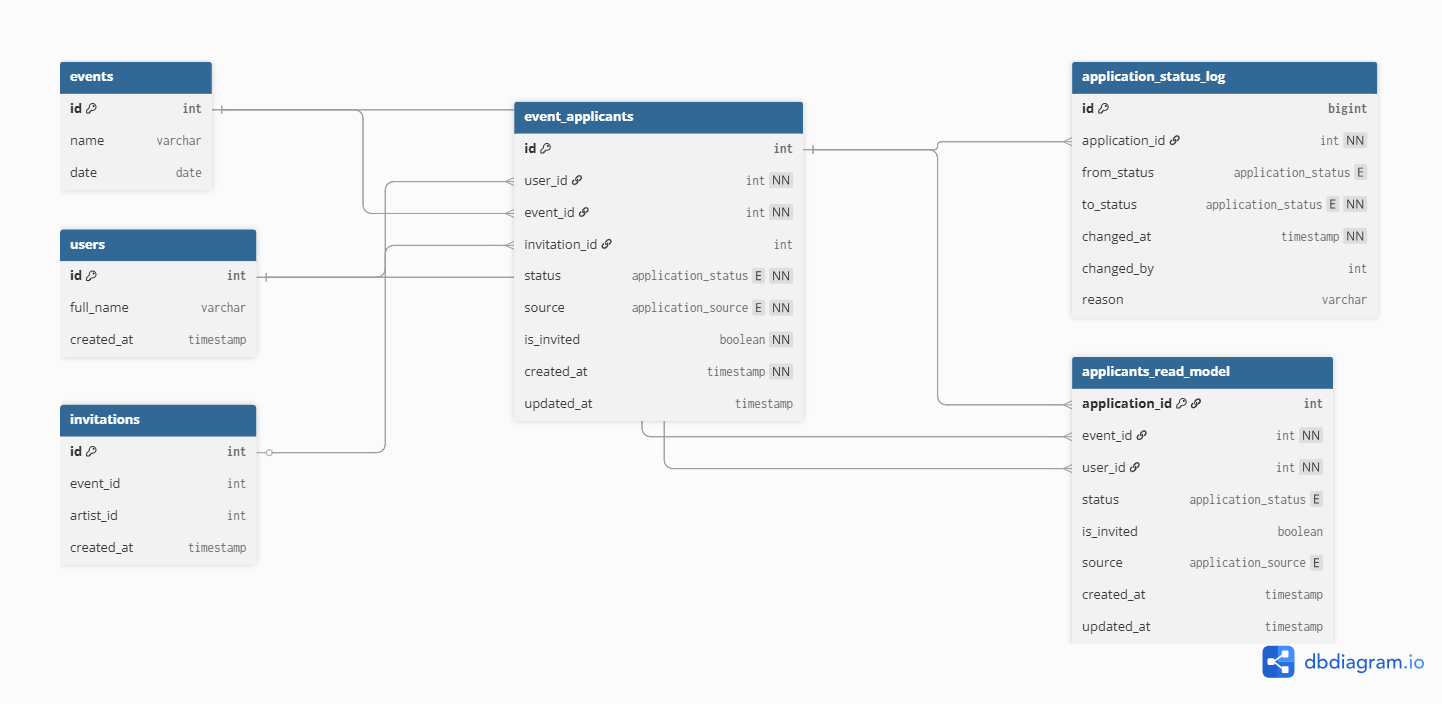 events
id int
name varchar
date date
users
id int
full_name varchar
created_at timestamp
invitations
id int
event_id int
artist_id int
created_at timestamp
event_applicants
id int
user_id int NN
event_id int NN
invitation_id int
status application_status E NN
source application_source E NN
is_invited boolean NN
created_at timestamp NN
updated_at timestamp
application_status_log
id bigint
application_id int NN
from_status application_status E
to_status application_status E NN
changed_at timestamp NN
changed_by int
reason varchar
applicants_read_model
application_id int
event_id int NN
user_id int NN
status application_status E
is_invited boolean
source application_source E
created_at timestamp
updated_at timestamp
dbdiagram.io